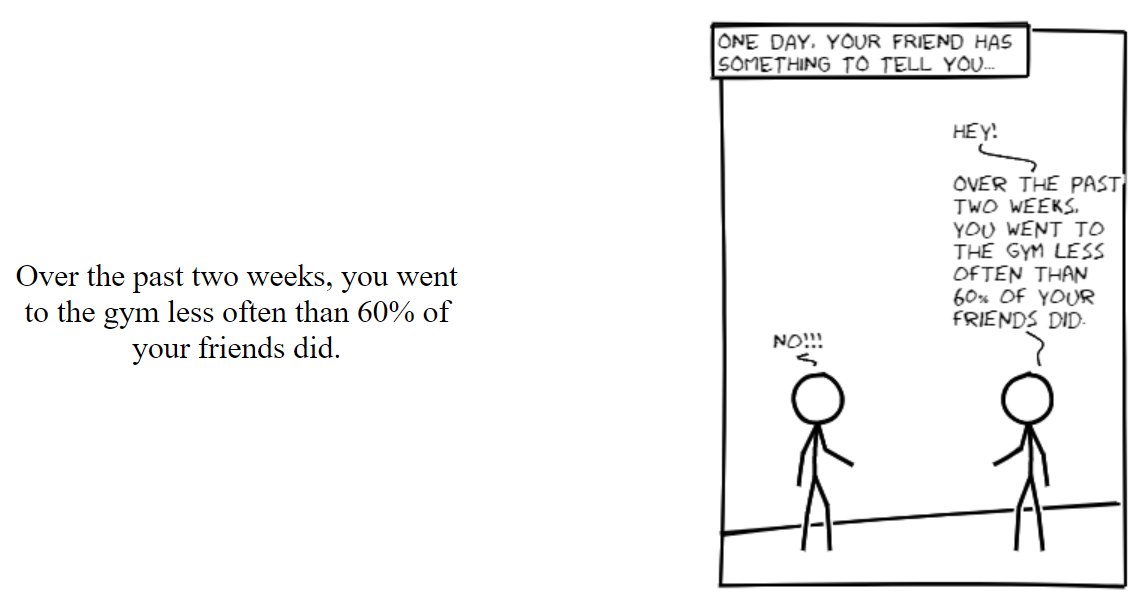 Over the past two weeks, you went
to the gym less often than 60% of
your friends did.
ONE DAY, YOUR FRIEND HAS
SOMETHING TO TELL YOU...
HEY!
OVER THE PAST
TWO WEEKS,
YOU WENT TO
THE GYM LESS
OFTEN THAN
60% OF YOUR
FRIENDS DID.
NO!!!